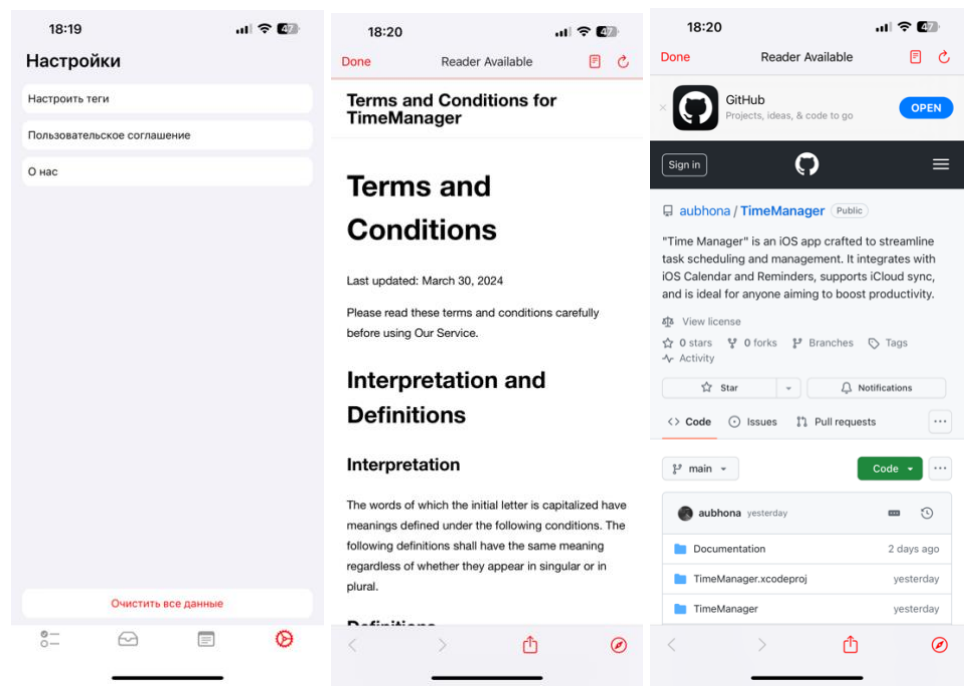 18:19
47
Настройки
Настроить теги
Пользовательское соглашение
О нас
Очистить все данные
18:20
47
Done
Reader Available
Terms and Conditions for
TimeManager
Terms and
Conditions
Last updated: March 30, 2024
Please read these terms and conditions carefully
before using Our Service.
Interpretation and
Definitions
Interpretation
The words of which the initial letter is capitalized have
meanings defined under the following conditions. The
following definitions shall have the same meaning
regardless of whether they appear in singular or in
plural.
Definitions
18:20
47
Done
Reader Available
GitHub
Projects, ideas, & code to go
OPEN
Sign in
aubhona / TimeManager Public
"Time Manager" is an iOS app crafted to streamline
task scheduling and management. It integrates with
iOS Calendar and Reminders, supports iCloud sync,
and is ideal for anyone aiming to boost productivity.
View license
0 stars 0 forks Branches Tags
Activity
Star
Notifications
Code Issues Pull requests
main
Code
aubhona yesterday
Documentation 2 days ago
TimeManager.xcodeproj yesterday
TimeManager yesterday